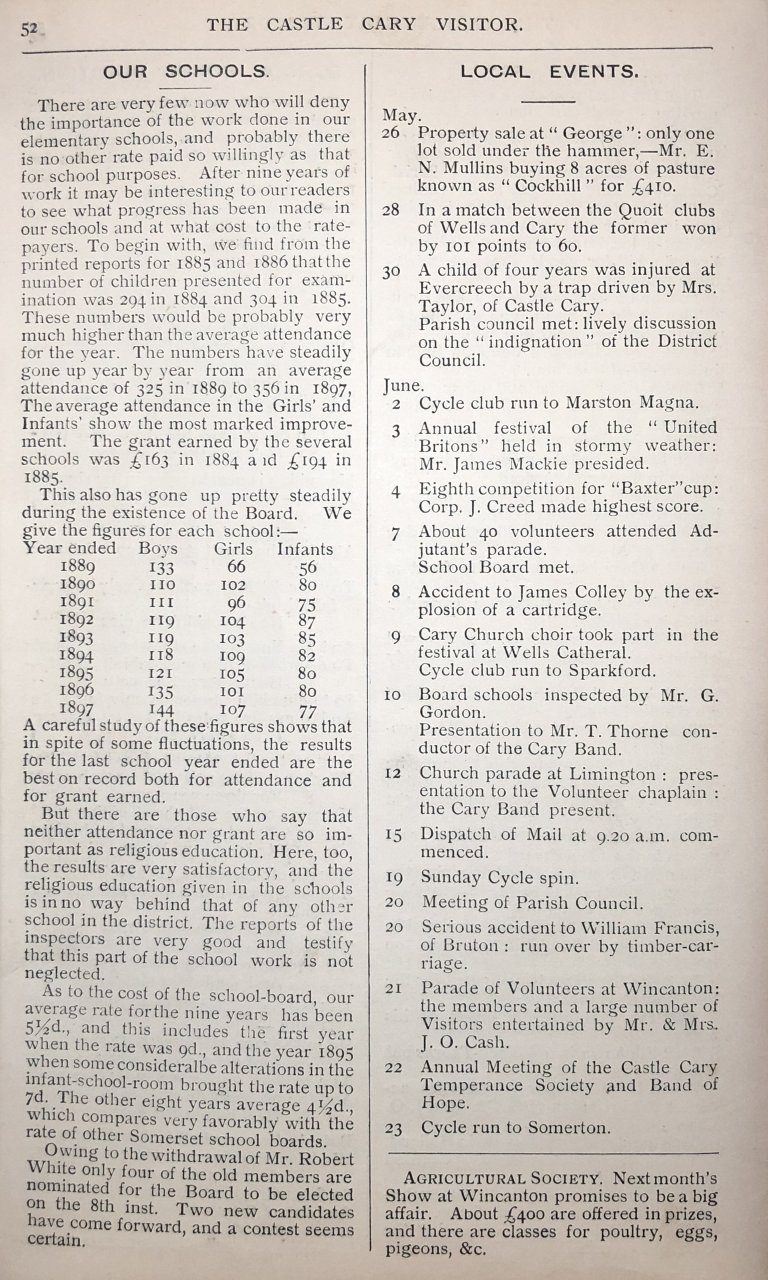 52
THE CASTLE CARY VISITOR.
OUR SCHOOLS.
There are very few now who will deny
the importance of the work done in our
elementary schools, and probably there
is no other rate paid so willingly as that
for school purposes. After nine years of
work it may be interesting to our readers
to see what progress has been made in
our schools and at what cost to the rate-
payers. To begin with, we find from the
printed reports for 1885 and 1886 that the
number of children presented for exam-
ination was 294 in 1884 and 304 in 1885.
These numbers would be probably very
much higher than the average attendance
for the year. The numbers have steadily
gone up year by year from an average
attendance of 325 in 1889 to 356 in 1897,
The average attendance in the Girls' and
Infants' show the most marked improve-
ment. The grant earned by the several
schools was £163 in 1884 a ıd £194 in
1885.
This also has gone up pretty steadily
during the existence of the Board. We
give the figures for each school:—
Year ended Boys Girls Infants
1889 133 66 56
1890 110 102 80
1891 111 96 75
1892 119 104 87
1893 119 103 85
1894 118 109 82
1895 121 105 80
1896 135 101 80
1897 144 107 77
A careful study of these figures shows that
in spite of some fluctuations, the results
for the last school year ended are the
best on record both for attendance and
for grant earned.
But there are those who say that
neither attendance nor grant are so im-
portant as religious education. Here, too,
the results are very satisfactory, and the
religious education given in the schools
is in no way behind that of any other
school in the district. The reports of the
inspectors are very good and testify
that this part of the school work is not
neglected.
As to the cost of the school-board, our
average rate for the nine years has been
5½d., and this includes the first year
when the rate was 9d., and the year 1895
when some consideralbe alterations in the
infant-school-room brought the rate up to
7d. The other eight years average 4½d.,
which compares very favorably with the
rate of other Somerset school boards.
Owing to the withdrawal of Mr. Robert
White only four of the old members are
nominated for the Board to be elected
on the 8th inst. Two new candidates
have come forward, and a contest seems
certain.
LOCAL EVENTS.
May.
26 Property sale at "George": only one
lot sold under the hammer,—Mr. E.
N. Mullins buying 8 acres of pasture
known as "Cockhill" for £410.
28 In a match between the Quoit clubs
of Wells and Cary the former won
by 101 points to 60.
30 A child of four years was injured at
Evercreech by a trap driven by Mrs.
Taylor, of Castle Cary.
Parish council met: lively discussion
on the "indignation" of the District
Council.
June.
2 Cycle club run to Marston Magna.
3 Annual festival of the "United
Britons" held in stormy weather:
Mr. James Mackie presided.
4 Eighth competition for "Baxter"cup:
Corp. J. Creed made highest score.
7 About 40 volunteers attended Ad-
jutant's parade.
School Board met.
8 Accident to James Colley by the ex-
plosion of a cartridge.
9 Cary Church choir took part in the
festival at Wells Catheral.
Cycle club run to Sparkford.
10 Board schools inspected by Mr. G.
Gordon.
Presentation to Mr. T. Thorne con-
ductor of the Cary Band.
12 Church parade at Limington : pres-
entation to the Volunteer chaplain :
the Cary Band present.
15 Dispatch of Mail at 9.20 a.m. com-
menced.
19 Sunday Cycle spin.
20 Meeting of Parish Council.
20 Serious accident to William Francis,
of Bruton : run over by timber-car-
riage.
21 Parade of Volunteers at Wincanton:
the members and a large number of
Visitors entertained by Mr. & Mrs.
J. O. Cash.
22 Annual Meeting of the Castle Cary
Temperance Society and Band of
Hope.
23 Cycle run to Somerton.
AGRICULTURAL SOCIETY. Next month's
Show at Wincanton promises to be a big
affair. About £400 are offered in prizes,
and there are classes for poultry, eggs,
pigeons, &c.